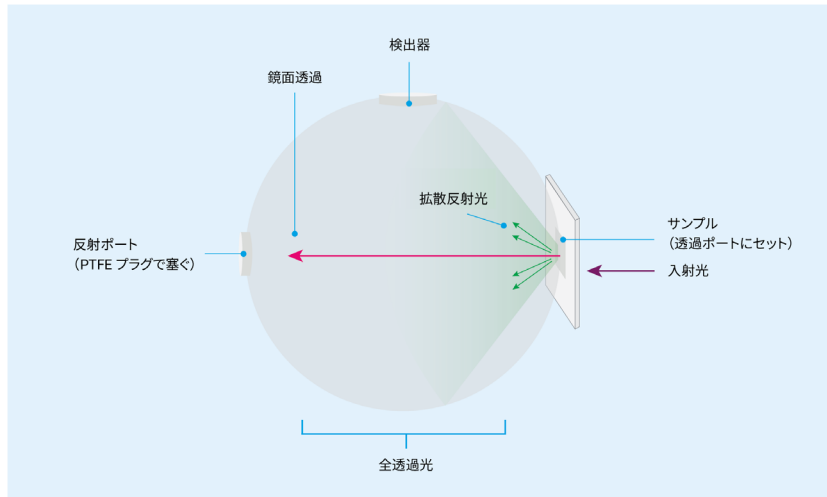 検出器
鏡面透過
拡散反射光
反射ポート
（PTFE プラグで塞ぐ）
サンプル
（透過ポートにセット）
入射光
全透過光